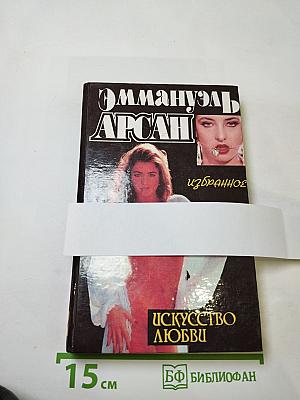 Эммануэль
АРСАН
избранное
ИСКУССТВО
ЛЮБВИ
15 см
БФ БИБЛИОФАН